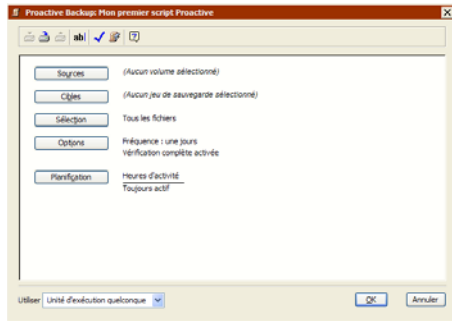 Proactive Backup: Mon premier script Proactive
ab|
Sources (Aucun volume sélectionné)
Cibles (Aucun jeu de sauvegarde sélectionné)
Sélection Tous les fichiers
Options Fréquence : une jours
Vérification complète activée
Planification Heures d'activité
Toujours actif
Utiliser Unité d'exécution quelconque OK Annuler